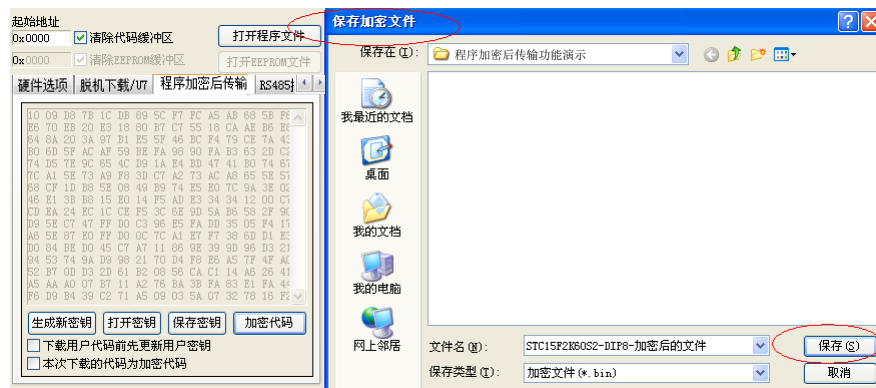 起始地址
0x0000 清除代码缓冲区 打开程序文件
0x0000 清除EEPROM缓冲区 打开EEPROM文件
硬件选项 脱机下载/U7 程序加密后传输 RS485
10 09 D8 7B 1C DB 89 5C F7 FC A5 AB 68 5B F6
E6 70 EB 20 E3 18 80 B7 C7 55 18 CA AE B6 E8
64 8A 20 3A 97 B1 E5 5F 46 BC F4 79 CE 7A 43
B0 6D 5F AC AF 59 BE FA 98 90 FA B3 63 2D C2
74 D5 7E 9C 65 4C D9 1A E4 BD 47 41 B0 74 67
7C A1 5E 73 A9 F8 3D C7 A2 73 AC A8 65 5E 57
68 CF 1D B8 5E 08 49 B9 74 E5 E0 7C 9A 3E 02
46 E1 3B B8 15 E0 14 F5 AD E3 34 34 12 00 C7
CD EA 24 EC 1C CE F5 3C 6E 9D 5A B6 58 2F 90
D9 5E C7 47 FF D0 C3 96 E5 FA DD 35 05 F4 17
A6 5E 87 E0 FF D0 0C 7C A1 E7 F7 38 6D D1 E3
D0 84 BE D0 45 C7 A7 11 86 9E 39 9D 96 D3 21
94 53 74 9A D9 98 21 70 D4 F8 E6 A5 7F 4F A0
52 B7 0D D3 2D 61 B2 08 56 CA C1 14 A6 26 41
A5 AA A0 07 B7 11 A2 76 BA 3B FA 83 E1 FA 44
F6 D9 B4 39 C2 71 A5 09 03 5A 07 32 78 16 F2
生成新密钥 打开密钥 保存密钥 加密代码
下载用户代码前先更新用户密钥
本次下载的代码为加密代码
保存加密文件
保存在(I): 程序加密后传输功能演示
我最近的文档
桌面
我的文档
我的电脑
网上邻居
文件名(N): STC15F2K60S2-DIP8-加密后的文件 保存(S)
保存类型(T): 加密文件(*.bin) 取消